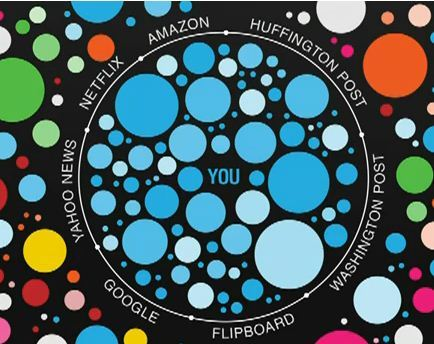 AMAZON
HUFFINGTON POST
NETFLIX
YAHOO NEWS
YOU
WASHINGTON POST
GOOGLE
FLIPBOARD